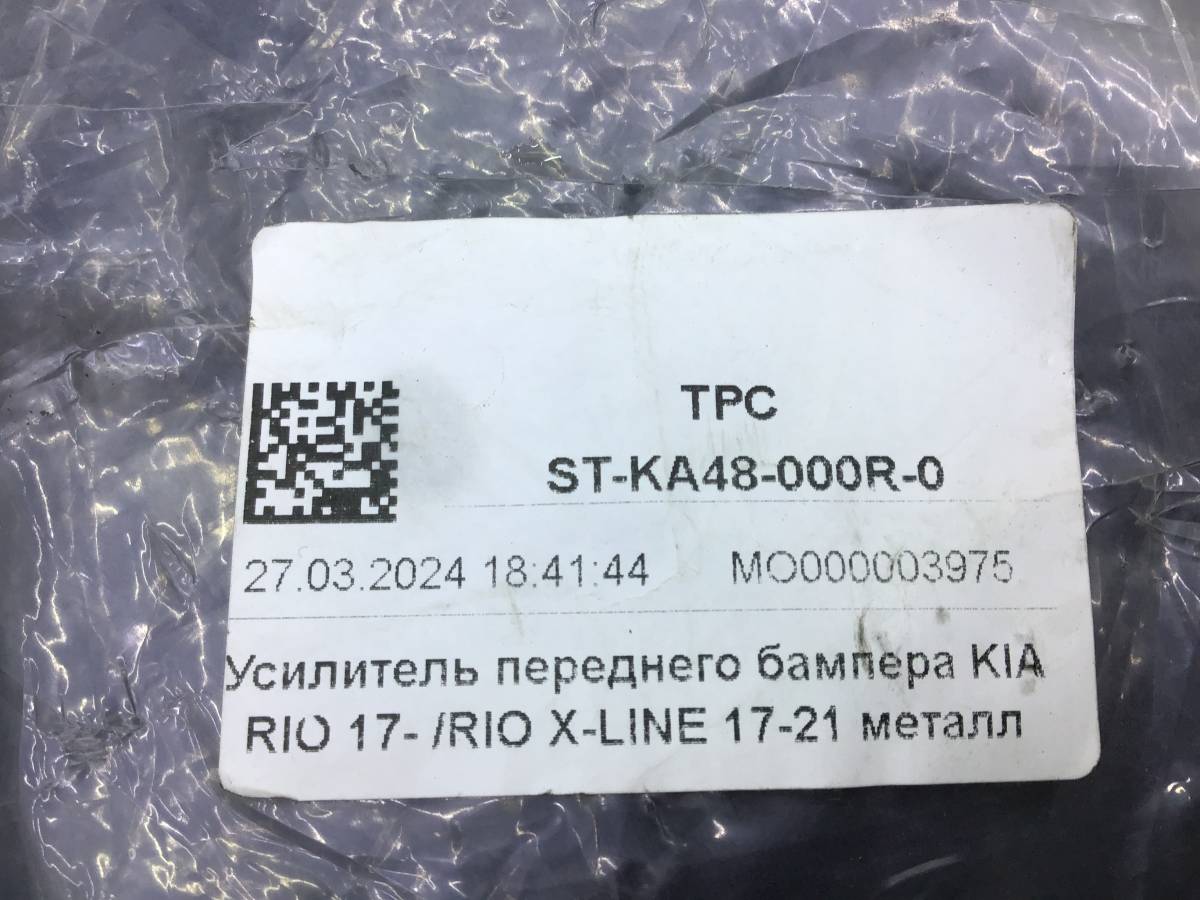 TPC
ST-KA48-000R-0
27.03.2024 18:41:44 MO000003975
Усилитель переднего бампера KIA
RIO 17- /RIO X-LINE 17-21 металл